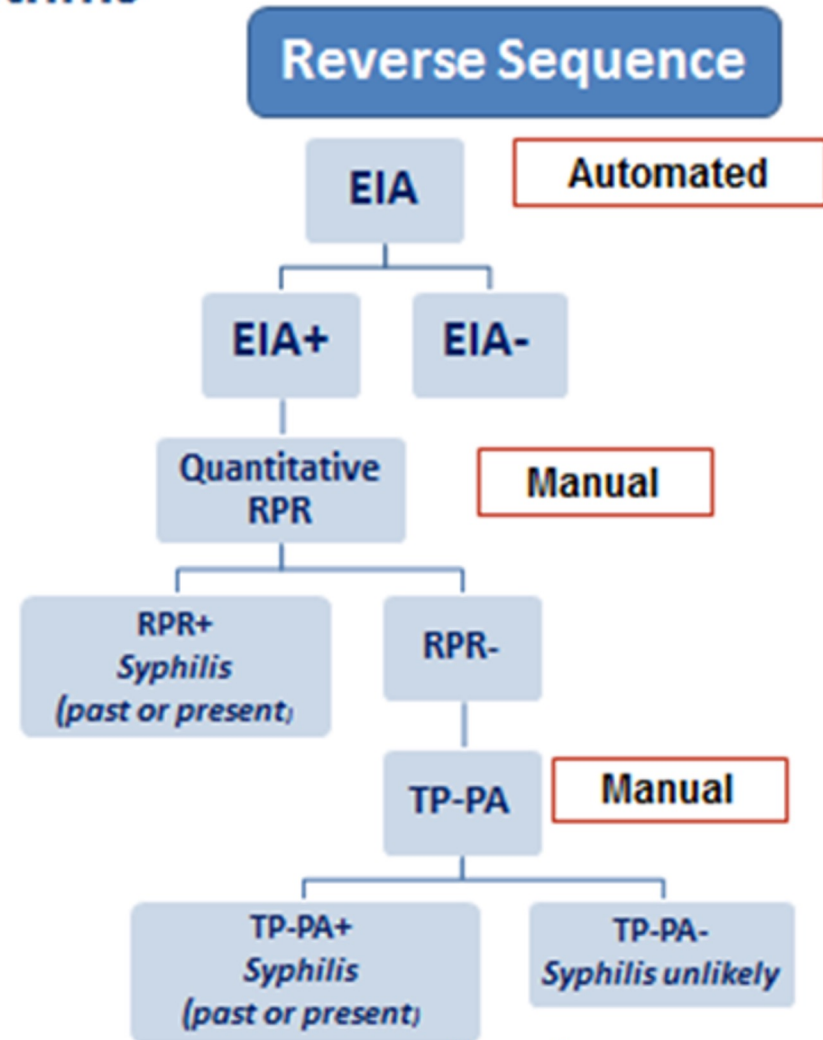 Reverse Sequence
EIA
Automated
EIA+
EIA-
Quantitative
RPR
Manual
RPR+
Syphilis
(past or present)
RPR-
TP-PA
Manual
TP-PA+
Syphilis
(past or present)
TP-PA-
Syphilis unlikely